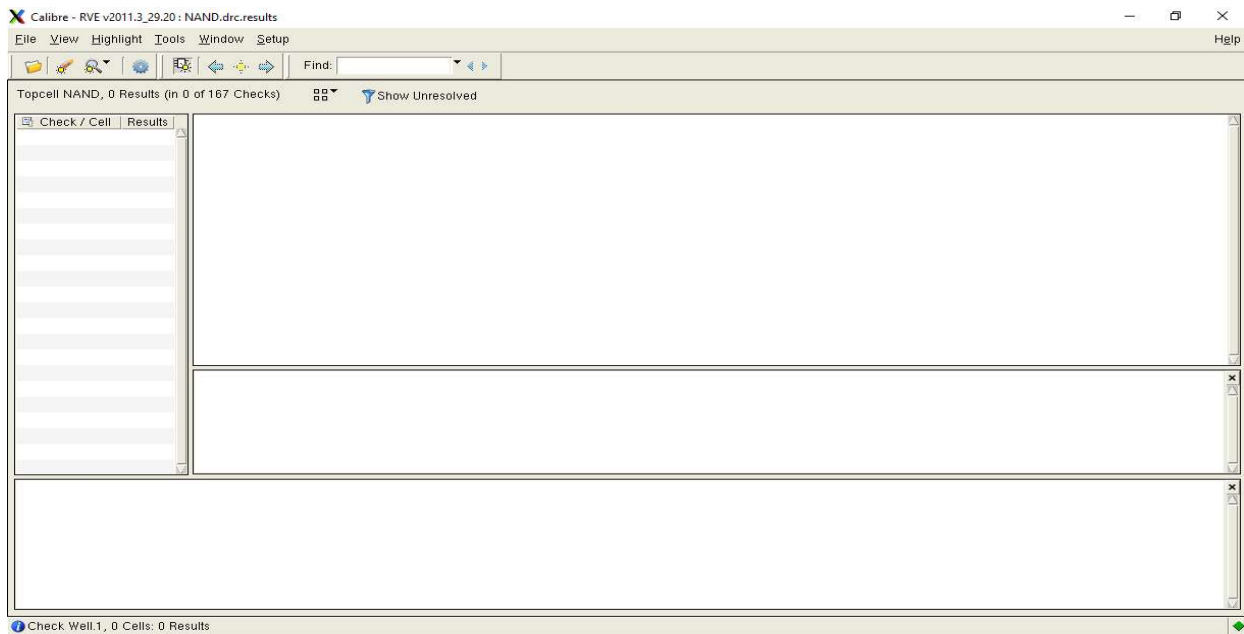 Calibre - RVE v2011.3_29.20 : NAND.drc.results
File View Highlight Tools Window Setup Help
Find:
Topcell NAND, 0 Results (in 0 of 167 Checks) Show Unresolved
Check / Cell Results
Check Well.1, 0 Cells: 0 Results